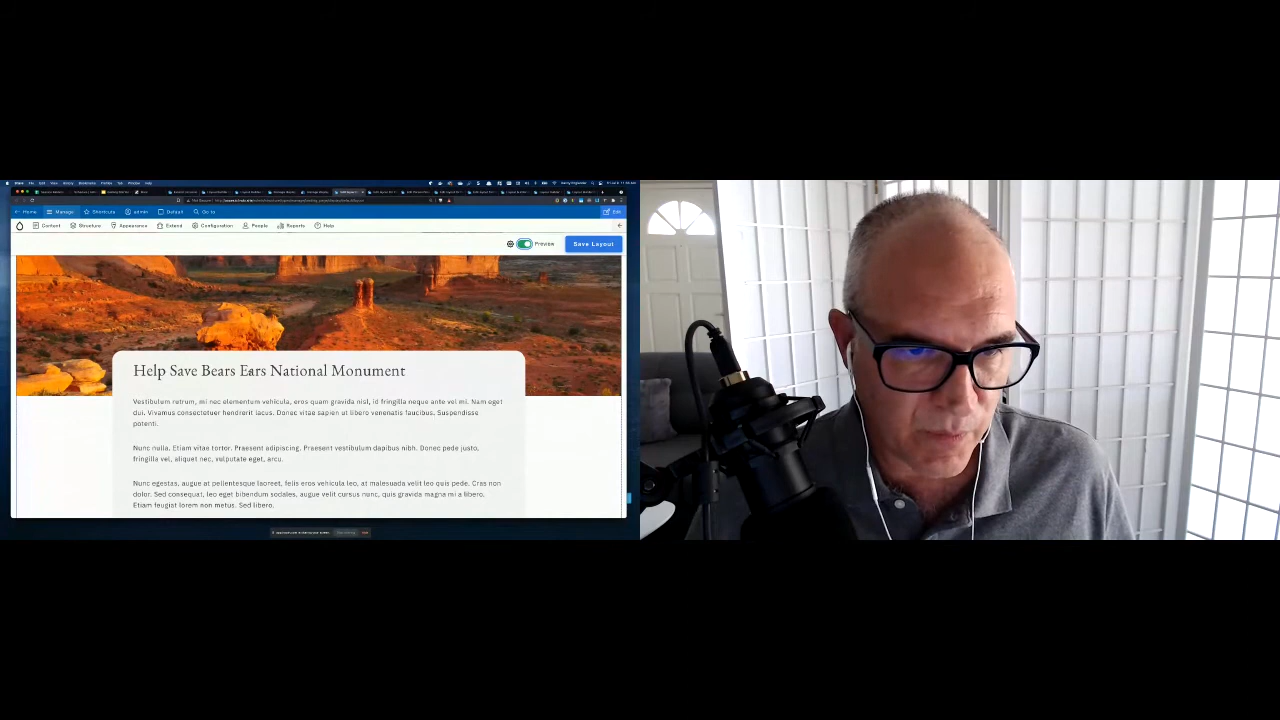 Home Manage Shortcuts admin Default Go to Edit
Content Structure Appearance Extend Configuration People Reports Help
Preview Save Layout
Help Save Bears Ears National Monument
Vestibulum rutrum, mi nec elementum vehicula, eros quam gravida nisl, id fringilla neque ante vel mi. Nam eget
dui. Vivamus consectetuer hendrerit lacus. Donec vitae sapien ut libero venenatis faucibus. Suspendisse
potenti.
Nunc nulla. Etiam vitae tortor. Praesent adipiscing. Praesent vestibulum dapibus nibh. Donec pede justo,
fringilla vel, aliquet nec, vulputate eget, arcu.
Nunc egestas, augue at pellentesque laoreet, felis eros vehicula leo, at malesuada velit leo quis pede. Cras non
dolor. Sed consequat, leo eget bibendum sodales, augue velit cursus nunc, quis gravida magna mi a libero.
Etiam feugiat lorem non metus. Sed libero.